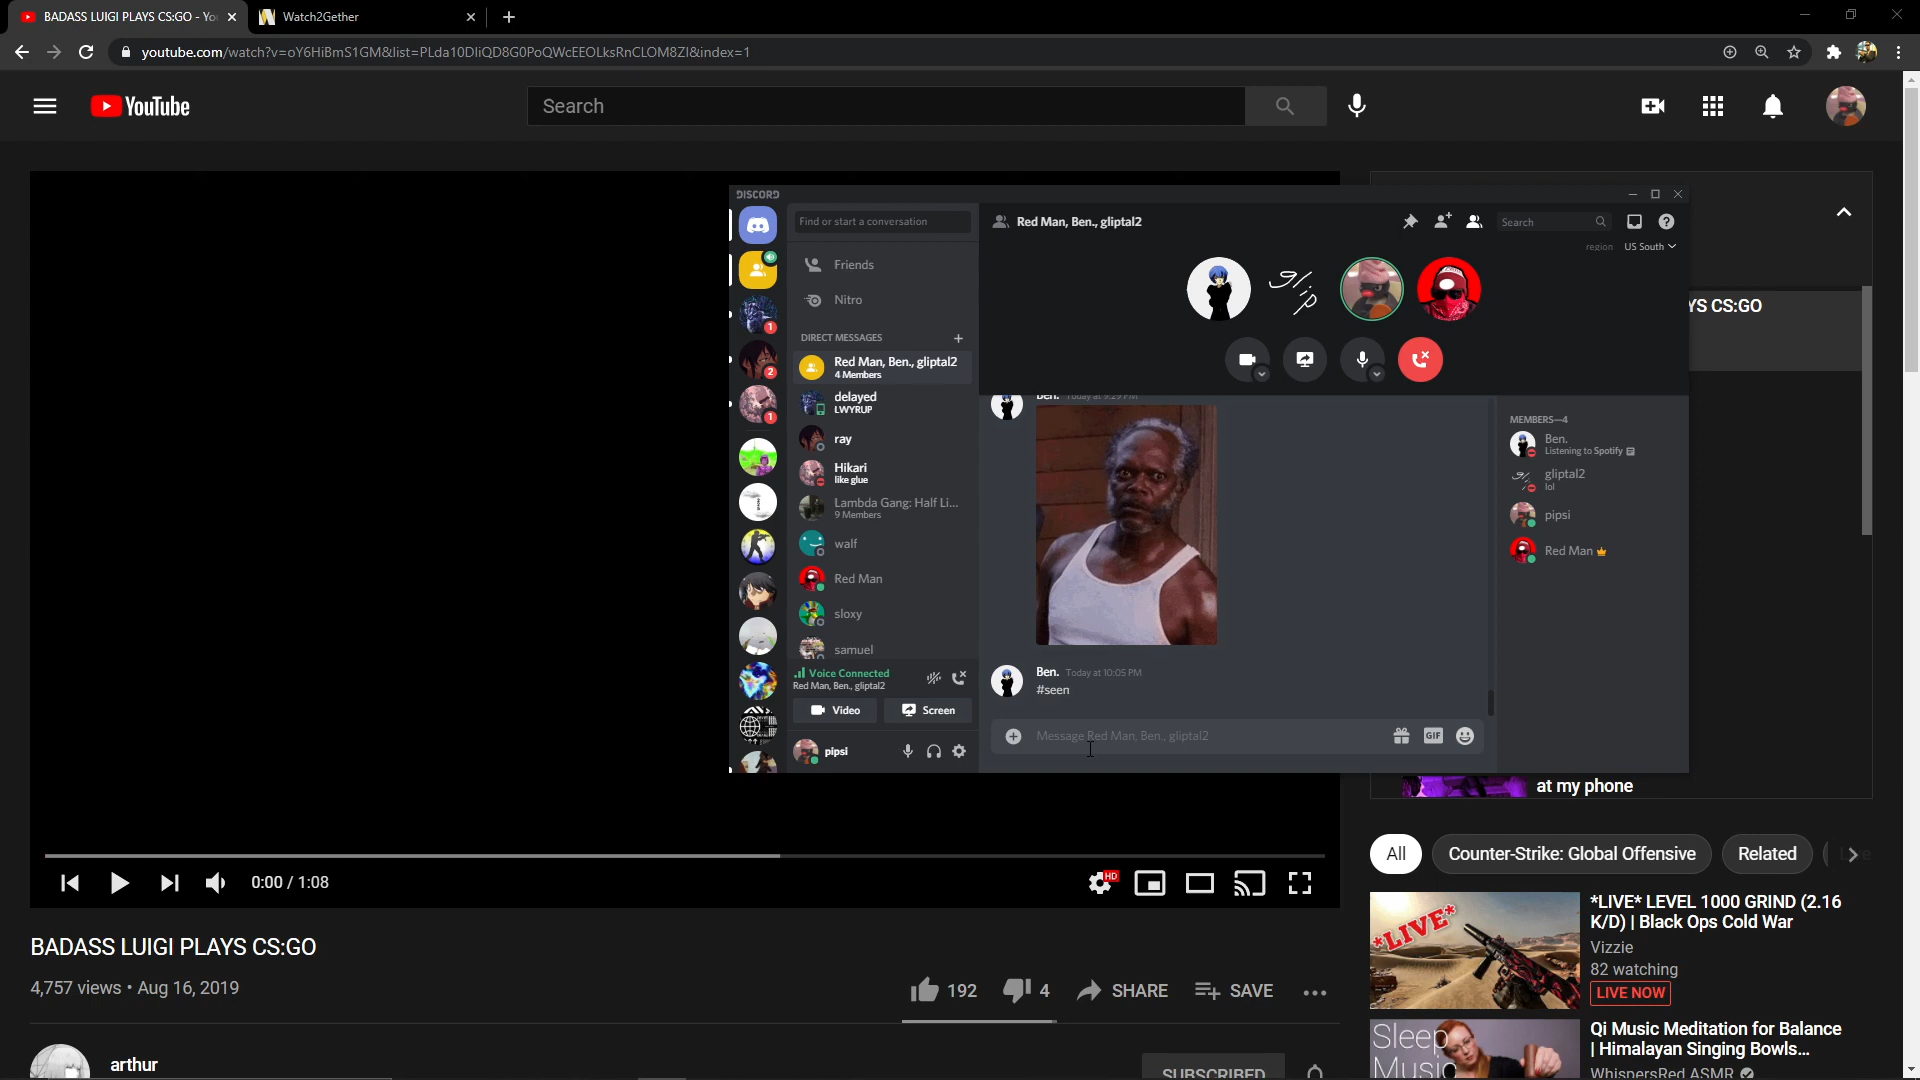 BADASS LUIGI PLAYS CS:GO - Yo
Watch2Gether
youtube.com/watch?v=oY6HiBmS1GM&list=PLda10DliQD8G0PoQWcEEOLksRnCLOM8ZI&index=1
YouTube
Search
DISCORD
Find or start a conversation
Friends
Nitro
DIRECT MESSAGES
Red Man, Ben., gliptal2
4 Members
delayed
LWYRUP
ray
Hikari
like glue
Lambda Gang: Half Li...
9 Members
walf
Red Man
sloxy
samuel
Voice Connected
Red Man, Ben., gliptal2
Video
Screen
pipsi
Red Man, Ben., gliptal2
Search
region US South
glip
Ben. Today at 9:29 PM
Ben. Today at 10:05 PM
#seen
Message Red Man, Ben., gliptal2
GIF
MEMBERS—4
Ben.
Listening to Spotify
gliptal2
lol
pipsi
Red Man
1
2
1
YS CS:GO
at my phone
0:00 / 1:08
HD
BADASS LUIGI PLAYS CS:GO
4,757 views • Aug 16, 2019
192
4
SHARE
SAVE
arthur
SUBSCRIBED
All
Counter-Strike: Global Offensive
Related
*LIVE*
*LIVE* LEVEL 1000 GRIND (2.16
K/D) | Black Ops Cold War
Vizzie
82 watching
LIVE NOW
Sleep
Music
Qi Music Meditation for Balance
| Himalayan Singing Bowls...
WhispersRed ASMR